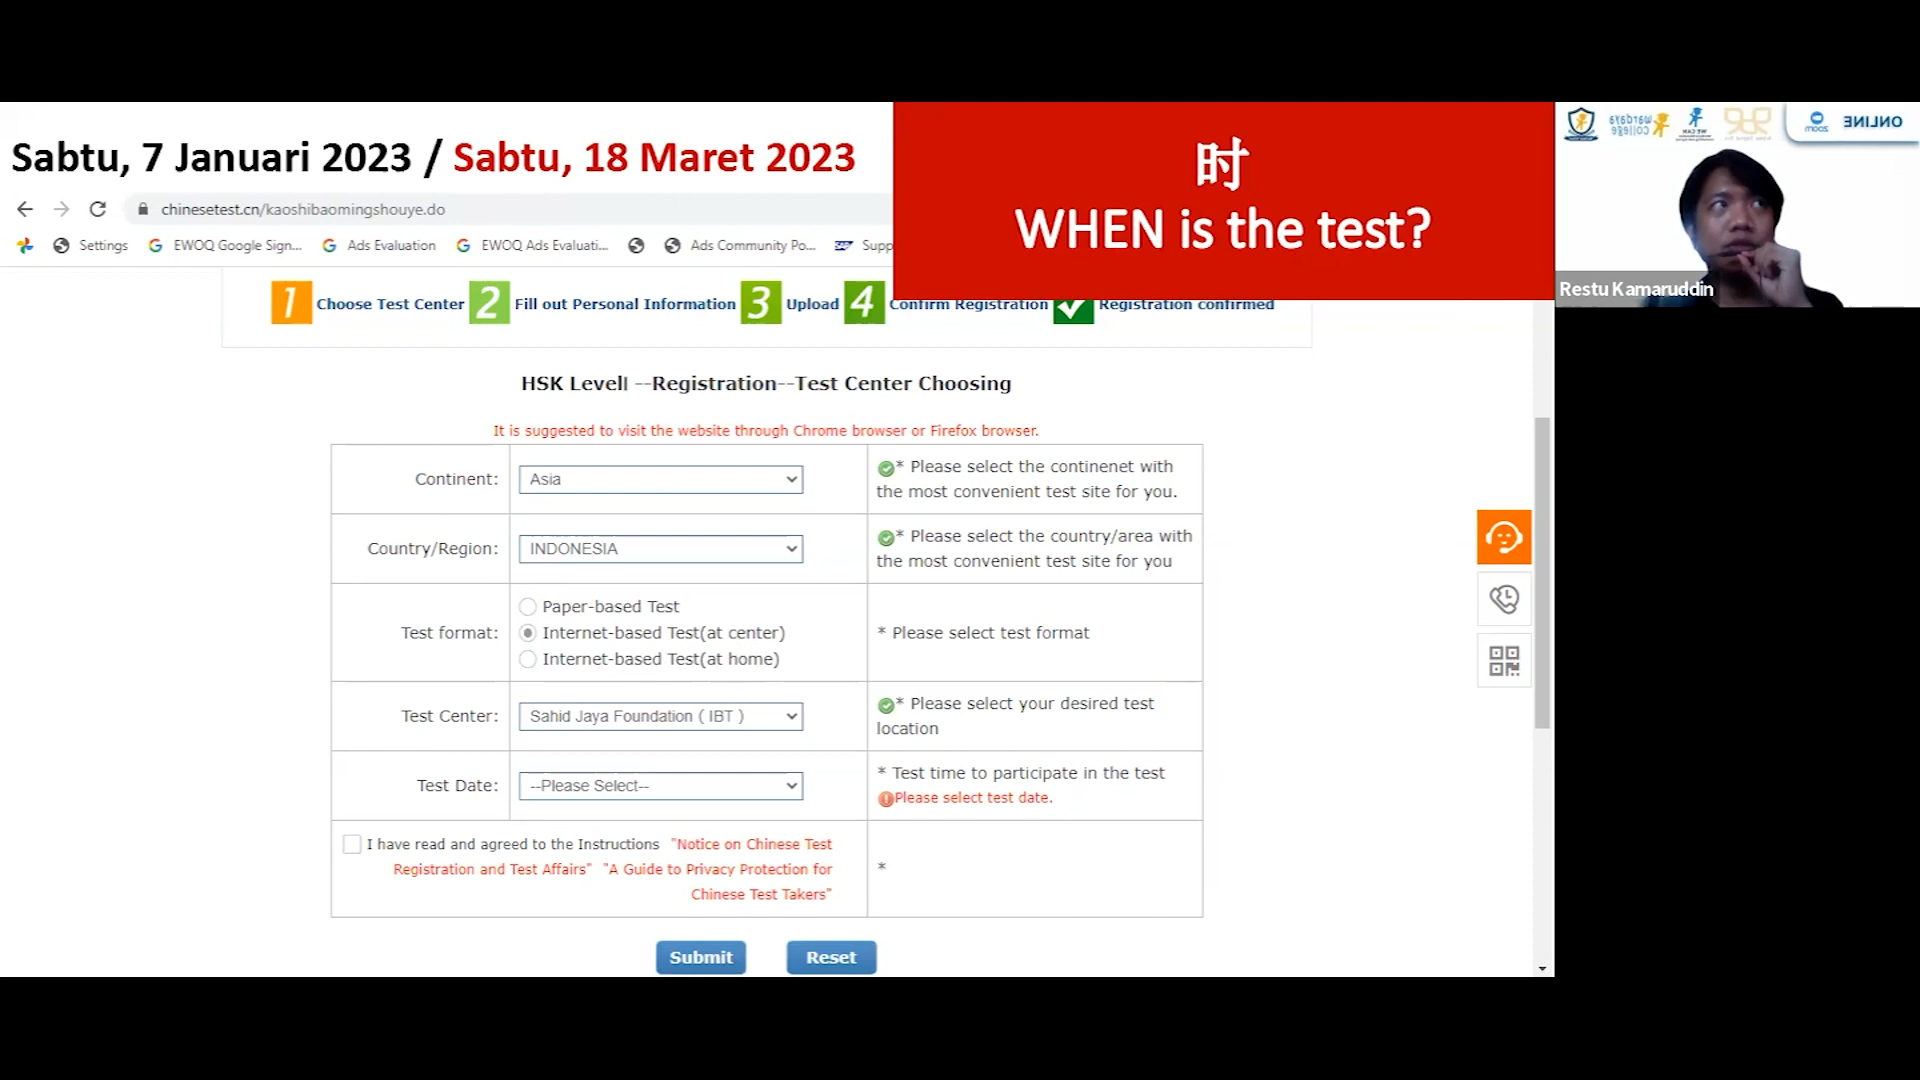 Sabtu, 7 Januari 2023 / Sabtu, 18 Maret 2023
时
WHEN is the test?
chinesetest.cn/kaoshibaomingshouye.do
Settings
EWOQ Google Sign...
Ads Evaluation
EWOQ Ads Evaluati...
Ads Community Po...
SAP
Supp
1 Choose Test Center 2 Fill out Personal Information 3 Upload 4 Confirm Registration Registration confirmed
HSK LevelⅠ --Registration--Test Center Choosing
It is suggested to visit the website through Chrome browser or Firefox browser.
Continent:
Asia
* Please select the continenet with
the most convenient test site for you.
Country/Region:
INDONESIA
* Please select the country/area with
the most convenient test site for you
Test format:
Paper-based Test
Internet-based Test(at center)
Internet-based Test(at home)
* Please select test format
Test Center:
Sahid Jaya Foundation ( IBT )
* Please select your desired test
location
Test Date:
--Please Select--
* Test time to participate in the test
Please select test date.
I have read and agreed to the Instructions "Notice on Chinese Test
Registration and Test Affairs" "A Guide to Privacy Protection for
Chinese Test Takers"
*
Submit
Reset
wardaya
college
WE CAN
zoom
ONLINE
Restu Kamaruddin